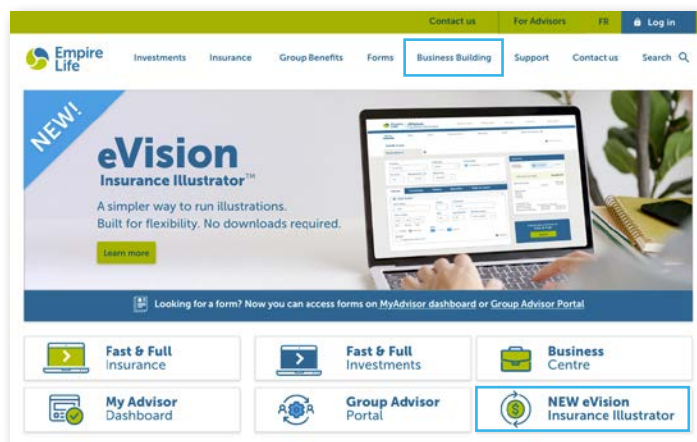 Contact us For Advisors FR Log in
Empire Life Investments Insurance Group Benefits Forms Business Building Support Contact us Search
NEW!
eVision
Insurance Illustrator™
A simpler way to run illustrations.
Built for flexibility. No downloads required.
Learn more
Looking for a form? Now you can access forms on MyAdvisor dashboard or Group Advisor Portal
Fast & Full
Insurance
Fast & Full
Investments
Business
Centre
My Advisor
Dashboard
Group Advisor
Portal
NEW eVision
Insurance Illustrator